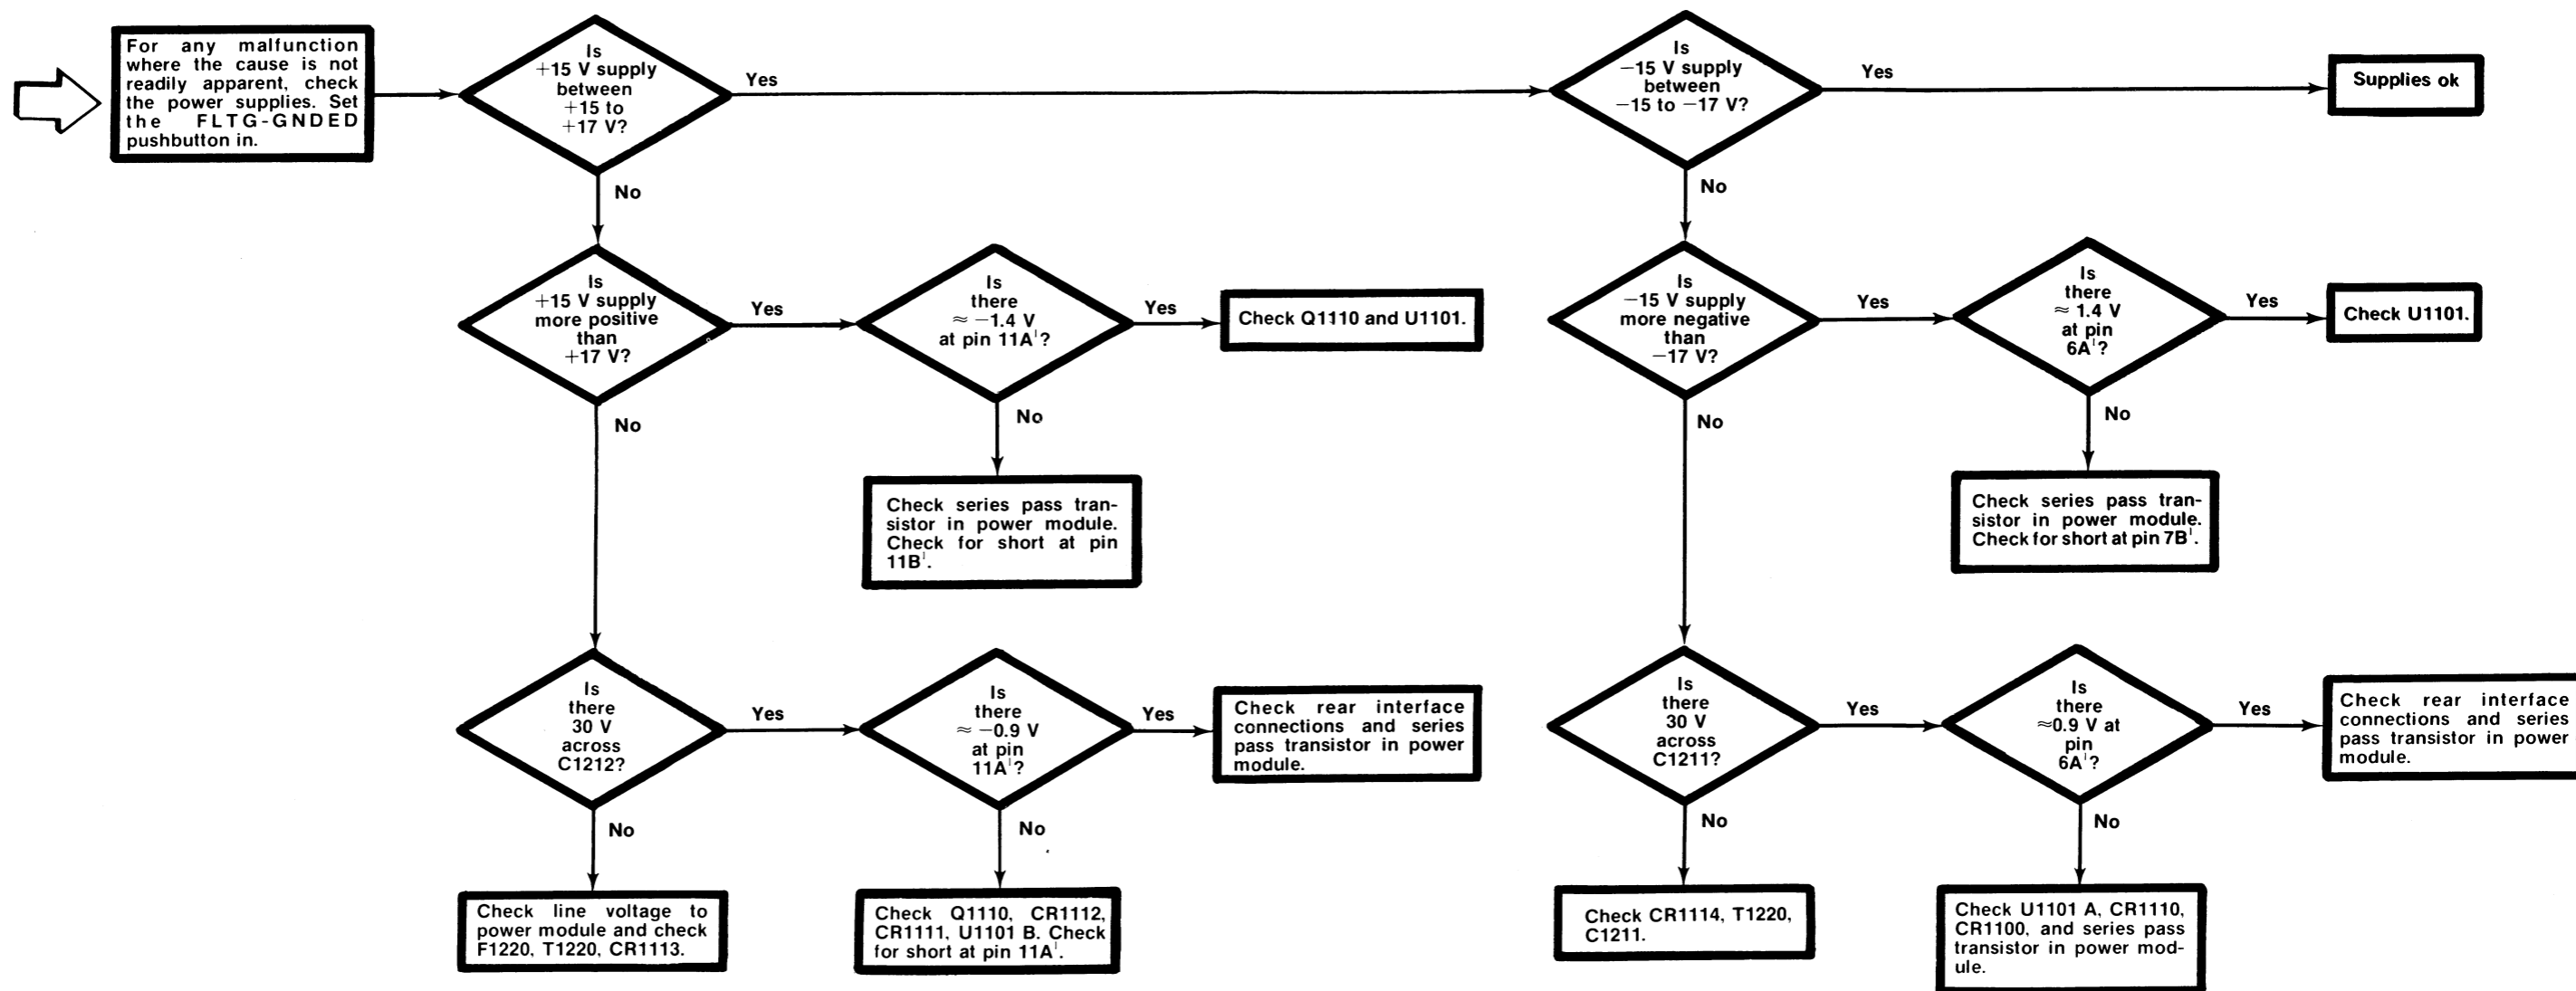 For any malfunction
where the cause is not
readily apparent, check
the power supplies. Set
the FLTG-GNDED
pushbutton in.
Is
+15 V supply
between
+15 to
+17 V?
Yes
No
Is
−15 V supply
between
−15 to −17 V?
Yes
No
Supplies ok
Is
+15 V supply
more positive
than
+17 V?
Yes
No
Is
there
≈ −1.4 V
at pin 11A¹?
Yes
No
Check Q1110 and U1101.
Check series pass tran-
sistor in power module.
Check for short at pin
11B¹.
Is
−15 V supply
more negative
than
−17 V?
Yes
No
Is
there
≈ 1.4 V
at pin
6A¹?
Yes
No
Check U1101.
Check series pass tran-
sistor in power module.
Check for short at pin 7B¹.
Is
there
30 V
across
C1212?
Yes
No
Is
there
≈ −0.9 V
at pin
11A¹?
Yes
No
Check rear interface
connections and series
pass transistor in power
module.
Check line voltage to
power module and check
F1220, T1220, CR1113.
Check Q1110, CR1112,
CR1111, U1101 B. Check
for short at pin 11A¹.
Is
there
30 V
across
C1211?
Yes
No
Is
there
≈0.9 V at
pin
6A¹?
Yes
No
Check rear interface
connections and series
pass transistor in power
module.
Check CR1114, T1220,
C1211.
Check U1101 A, CR1110,
CR1100, and series pass
transistor in power mod-
ule.